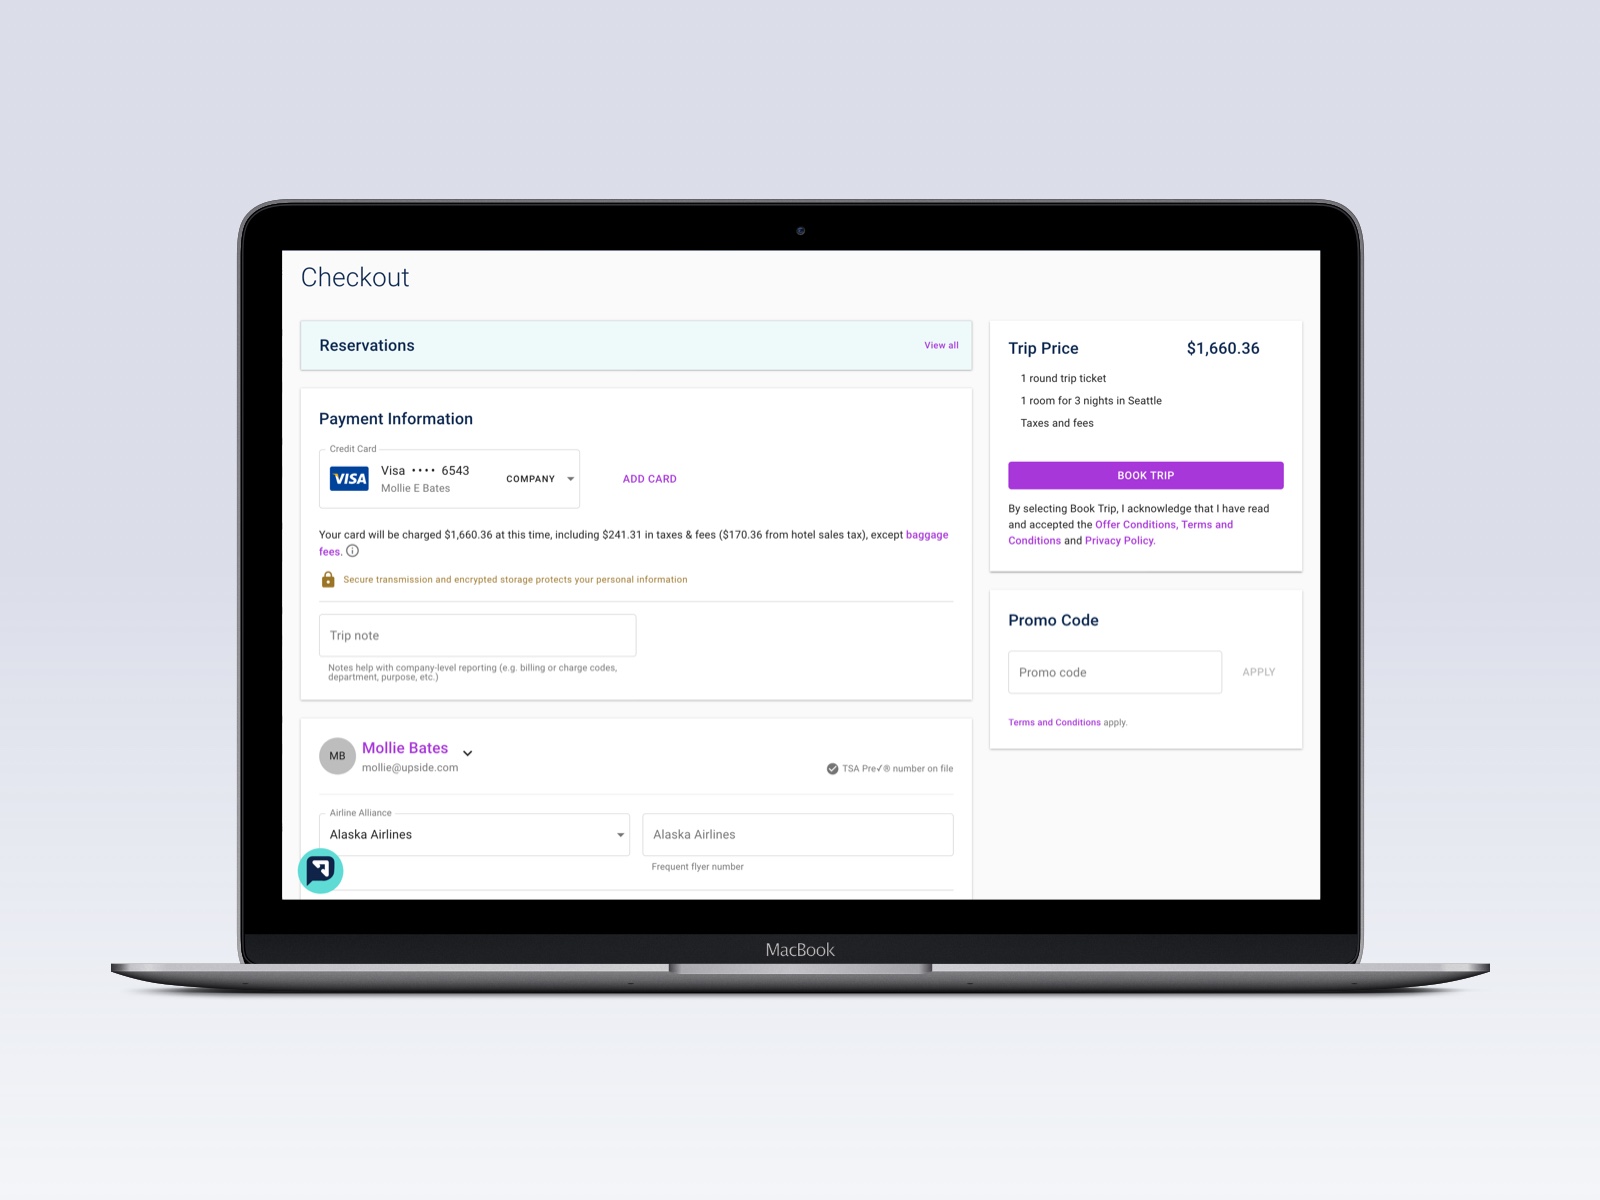 Checkout
Reservations
View all
Payment Information
Credit Card
VISA
Visa •••• 6543
Mollie E Bates
COMPANY
ADD CARD
Your card will be charged $1,660.36 at this time, including $241.31 in taxes & fees ($170.36 from hotel sales tax), except baggage
fees.
Secure transmission and encrypted storage protects your personal information
Trip note
Notes help with company-level reporting (e.g. billing or charge codes,
department, purpose, etc.)
MB
Mollie Bates
mollie@upside.com
TSA Pre✓® number on file
Airline Alliance
Alaska Airlines
Alaska Airlines
Frequent flyer number
Trip Price
$1,660.36
1 round trip ticket
1 room for 3 nights in Seattle
Taxes and fees
BOOK TRIP
By selecting Book Trip, I acknowledge that I have read
and accepted the Offer Conditions, Terms and
Conditions and Privacy Policy.
Promo Code
Promo code
APPLY
Terms and Conditions apply.
MacBook